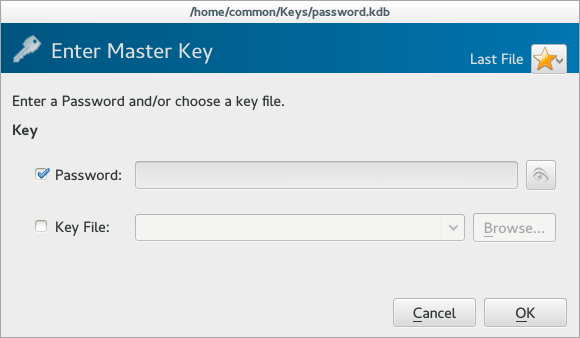 /home/common/Keys/password.kdb
Enter Master Key
Last File
Enter a Password and/or choose a key file.
Key
Password:
Key File:
Browse...
Cancel
OK